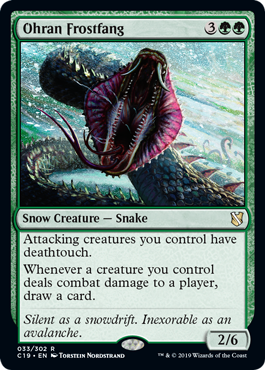 Ohran Frostfang 3
Snow Creature — Snake
Attacking creatures you control have
deathtouch.
Whenever a creature you control
deals combat damage to a player,
draw a card.
Silent as a snowdrift. Inexorable as an
avalanche.
2/6
033/302 R
C19 • EN Torstein Nordstrand
™ & © 2019 Wizards of the Coast